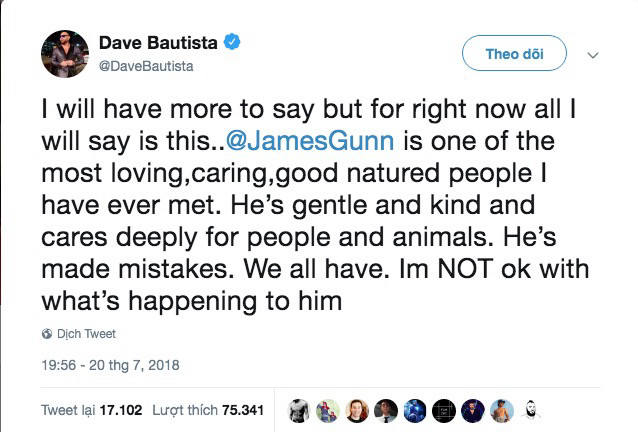 Dave Bautista
@DaveBautista
Theo dõi
I will have more to say but for right now all I
will say is this..@JamesGunn is one of the
most loving,caring,good natured people I
have ever met. He’s gentle and kind and
cares deeply for people and animals. He’s
made mistakes. We all have. Im NOT ok with
what’s happening to him
Dịch Tweet
19:56 - 20 thg 7, 2018
Tweet lại 17.102 Lượt thích 75.341